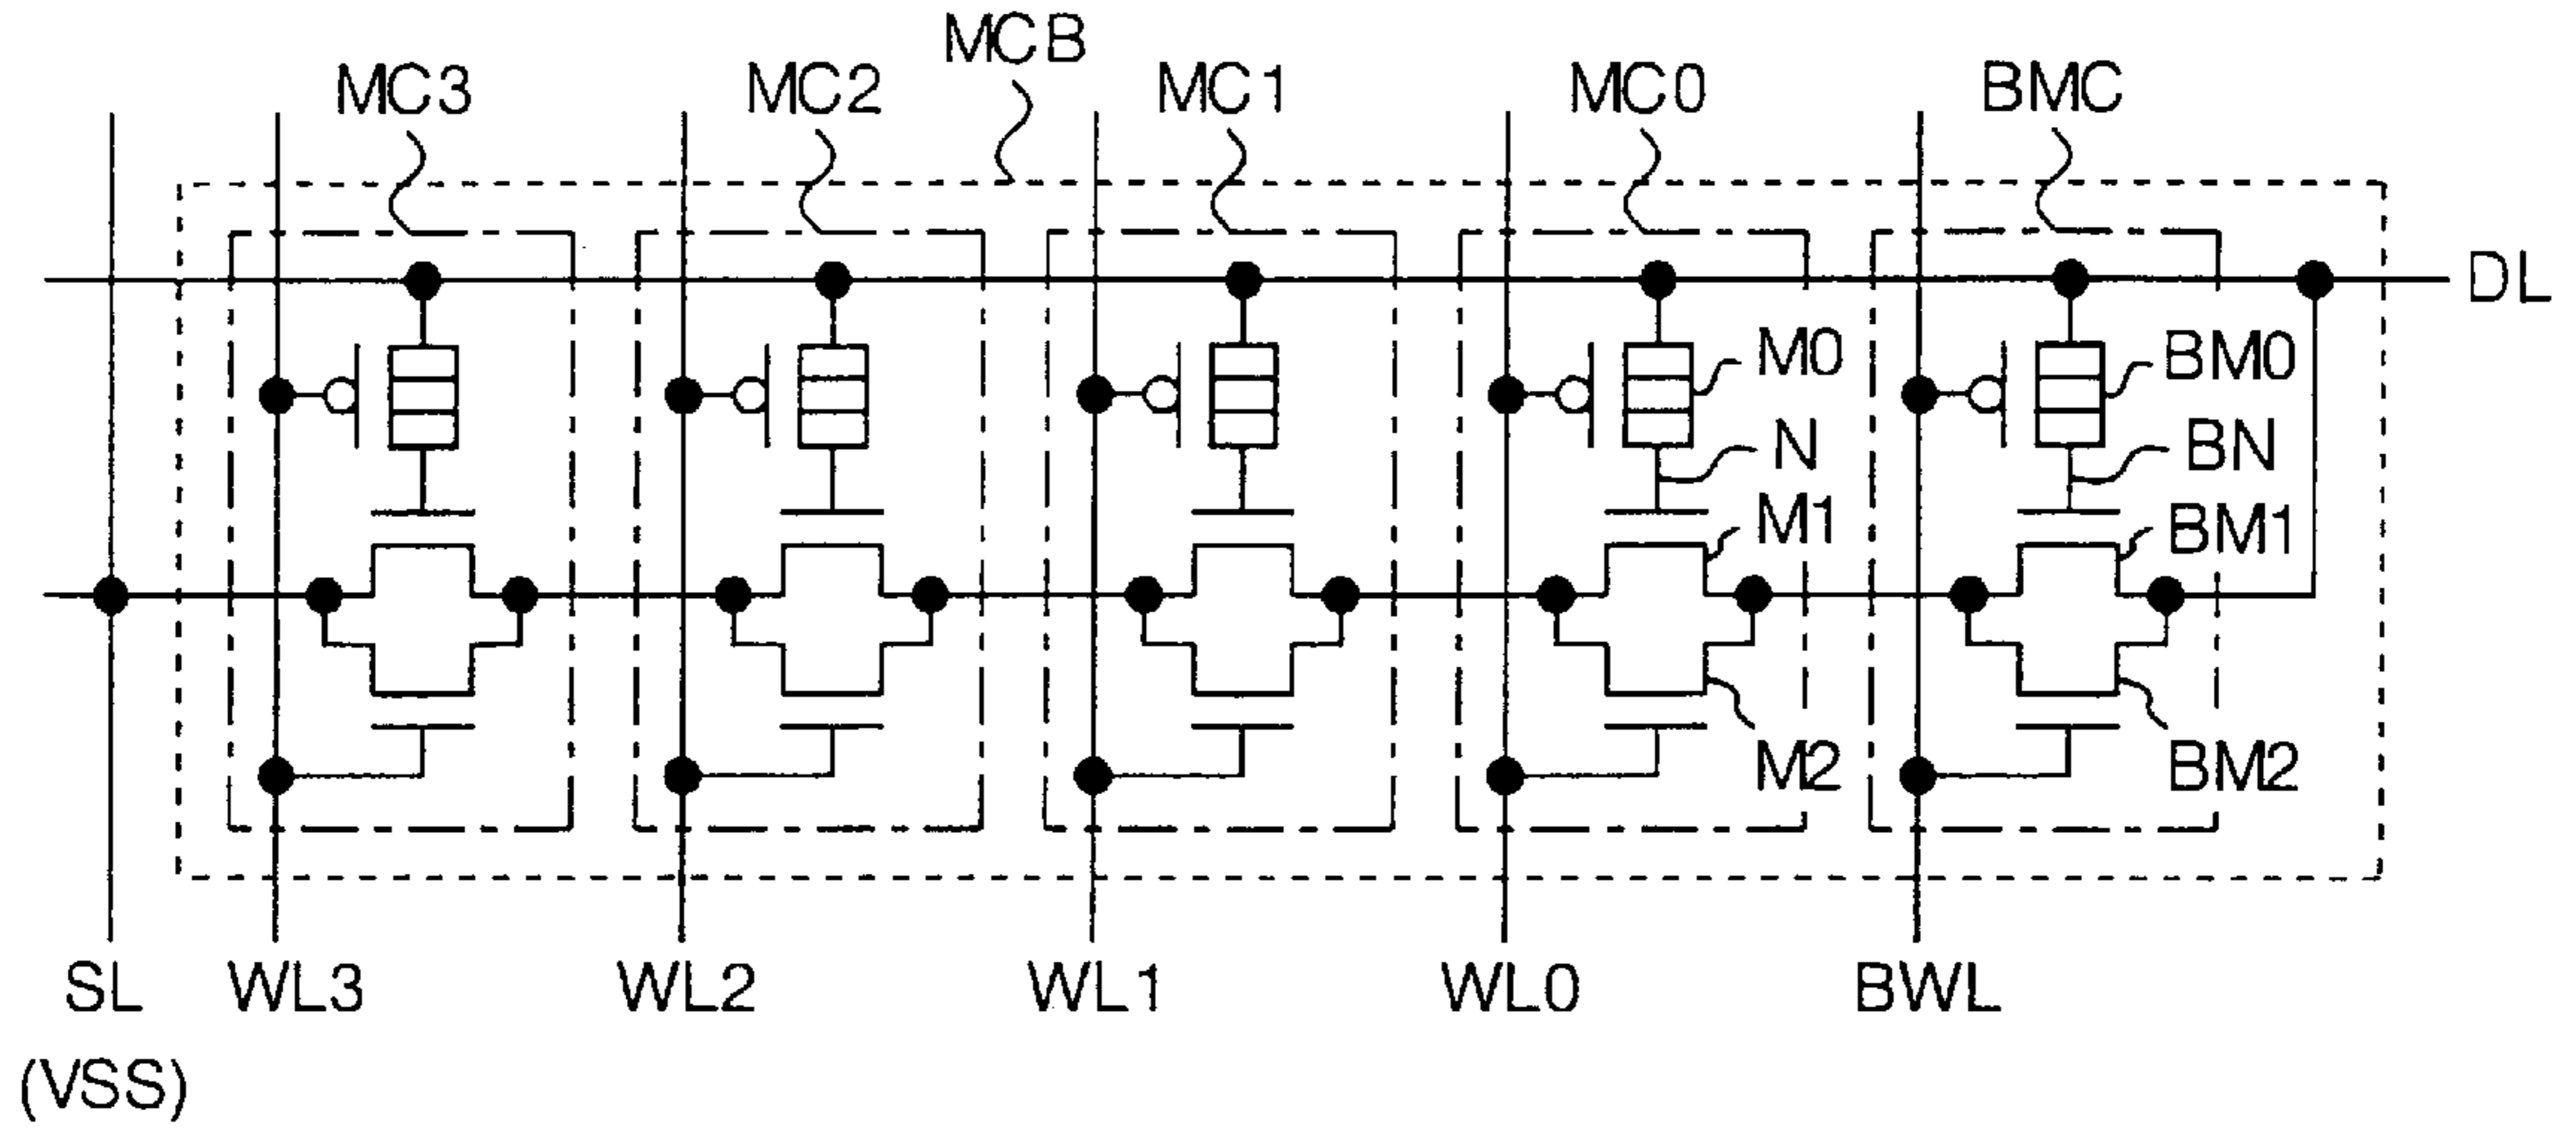 MCB
MC3 MC2 MC1 MC0 BMC
DL
M0 BM0
N BN
M1 BM1
M2 BM2
SL WL3 WL2 WL1 WL0 BWL
(VSS)